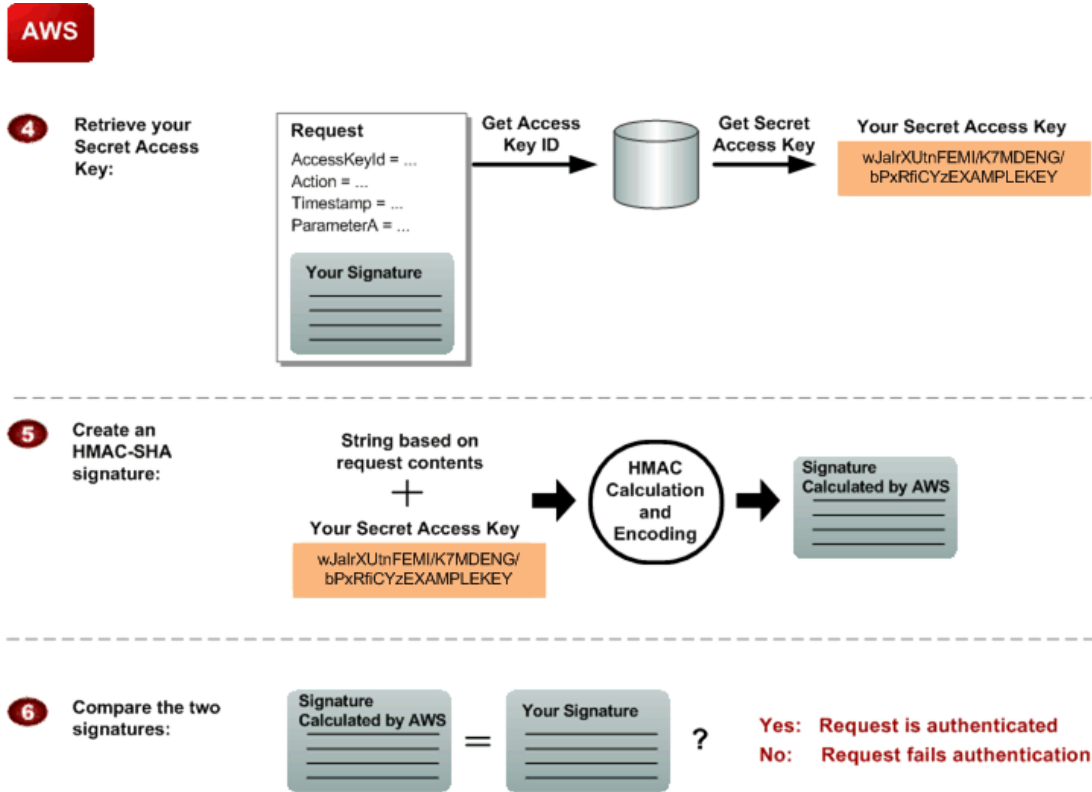 AWS
4
Retrieve your
Secret Access
Key:
Request
AccessKeyId = ...
Action = ...
Timestamp = ...
ParameterA = ...
Your Signature
Get Access
Key ID
Get Secret
Access Key
Your Secret Access Key
wJalrXUtnFEMI/K7MDENG/
bPxRfiCYzEXAMPLEKEY
5
Create an
HMAC-SHA
signature:
String based on
request contents
+
Your Secret Access Key
wJalrXUtnFEMI/K7MDENG/
bPxRfiCYzEXAMPLEKEY
HMAC
Calculation
and
Encoding
Signature
Calculated by AWS
6
Compare the two
signatures:
Signature
Calculated by AWS
=
Your Signature
?
Yes: Request is authenticated
No: Request fails authentication